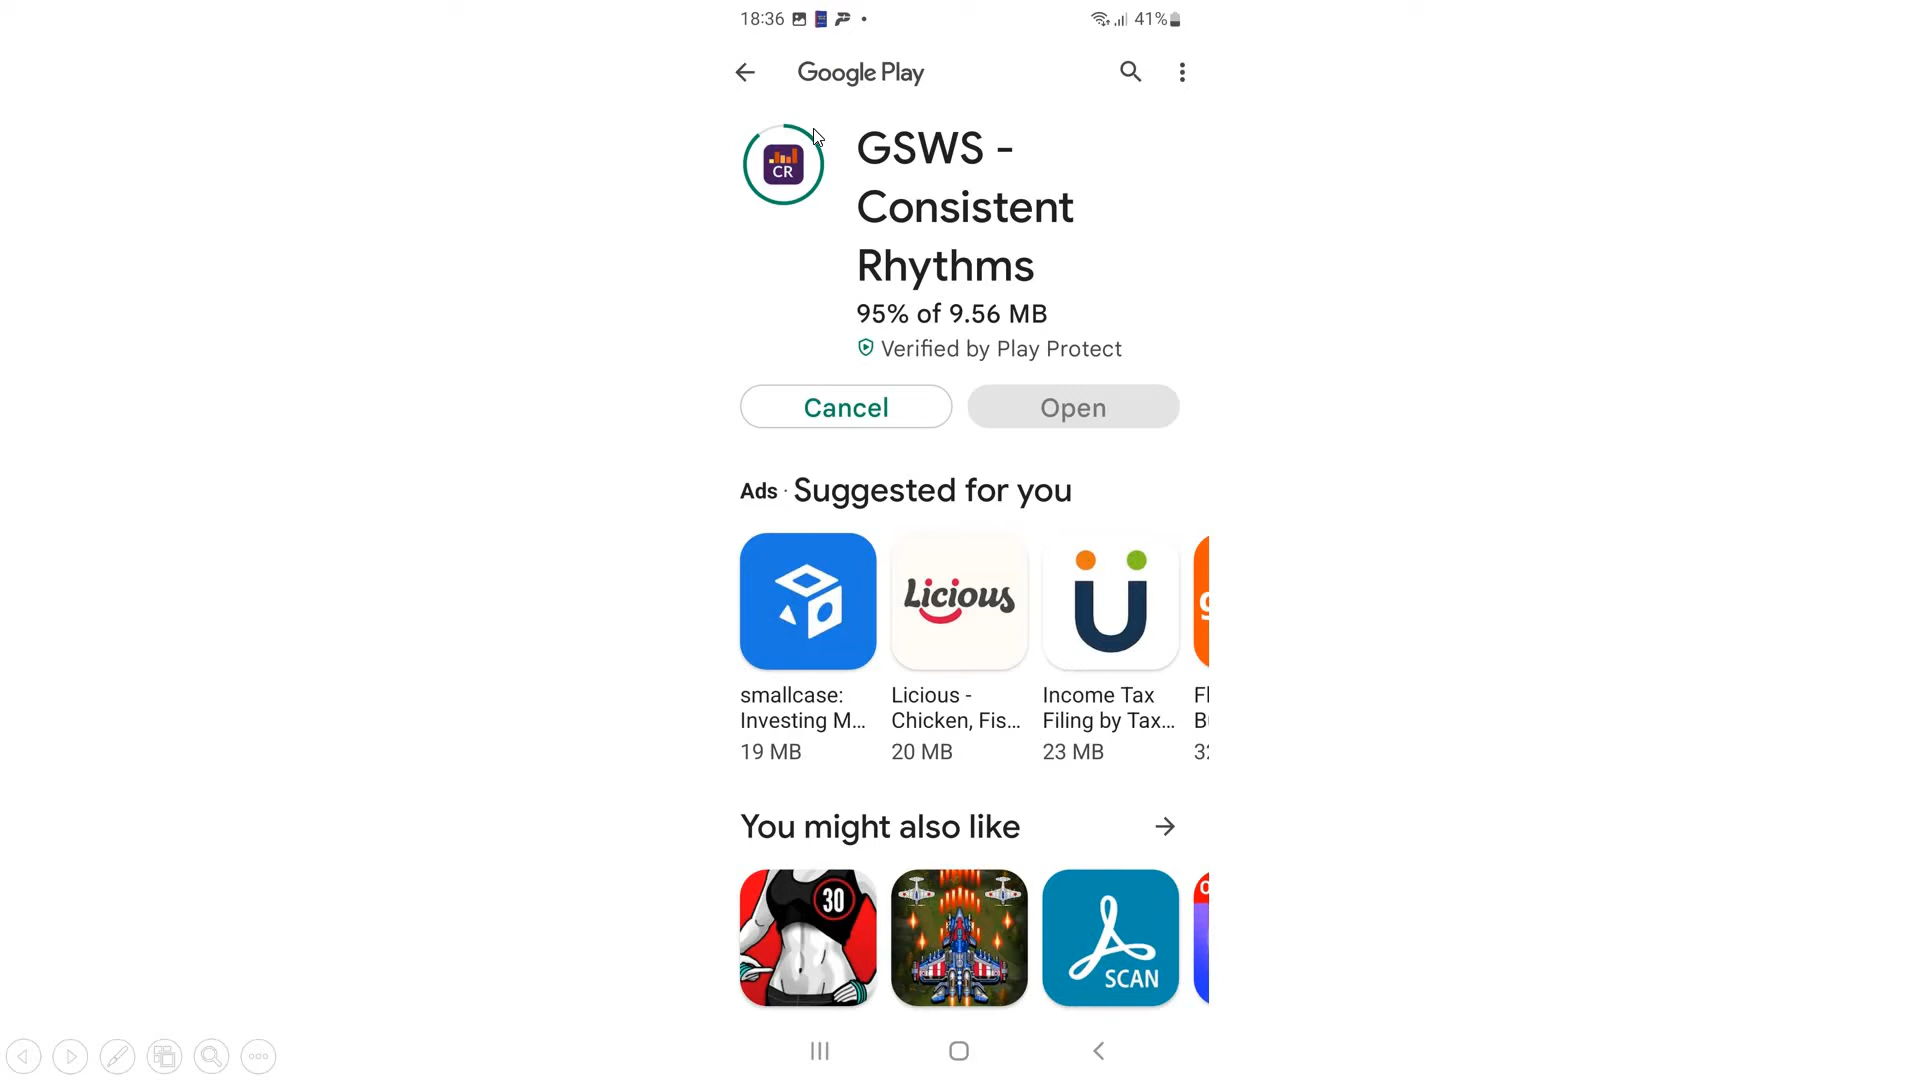 18:36 41%
Google Play
CR
GSWS -
Consistent
Rhythms
95% of 9.56 MB
Verified by Play Protect
Cancel Open
Ads · Suggested for you
Licious
smallcase: Licious - Income Tax Fl
Investing M... Chicken, Fis... Filing by Tax... 
19 MB 20 MB 23 MB
You might also like
30
SCAN